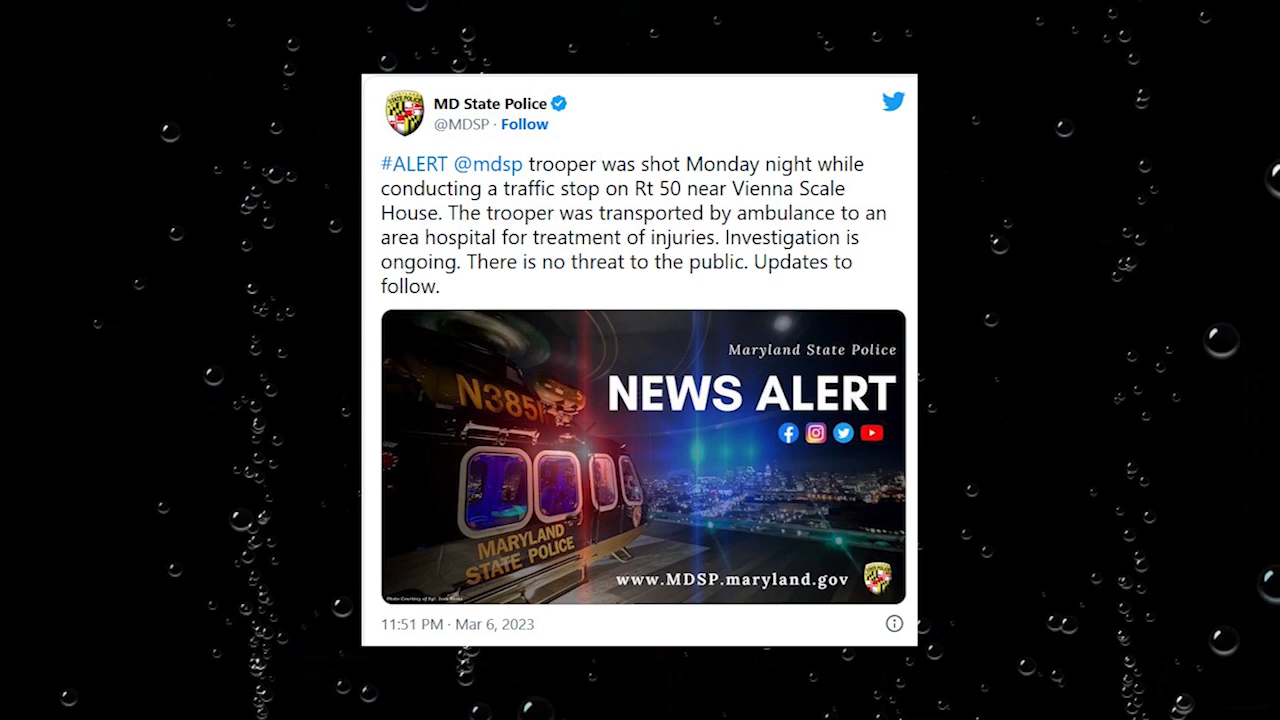 MD State Police
@MDSP · Follow
#ALERT @mdsp trooper was shot Monday night while
conducting a traffic stop on Rt 50 near Vienna Scale
House. The trooper was transported by ambulance to an
area hospital for treatment of injuries. Investigation is
ongoing. There is no threat to the public. Updates to
follow.
Maryland State Police
NEWS ALERT
N385
MARYLAND
STATE POLICE
www.MDSP.maryland.gov
11:51 PM · Mar 6, 2023